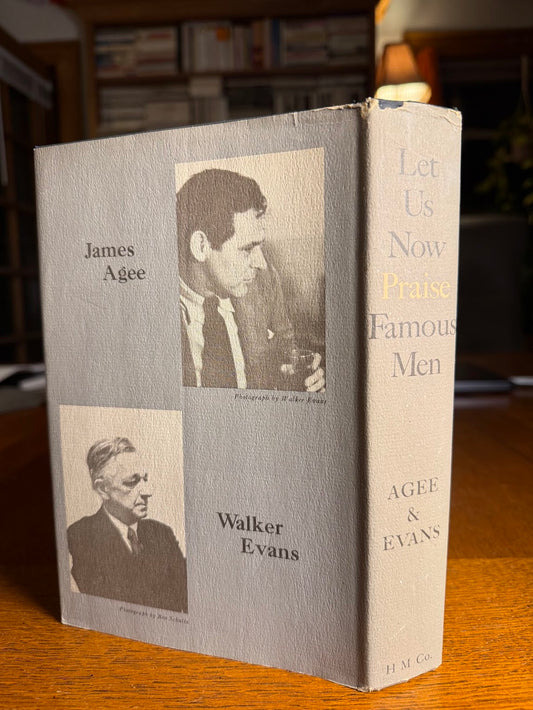 James
Agee
Photograph by Walker Evans
Walker
Evans
Photograph by Ben Schultz
Let
Us
Now
Praise
Famous
Men
AGEE
&
EVANS
H M Co.